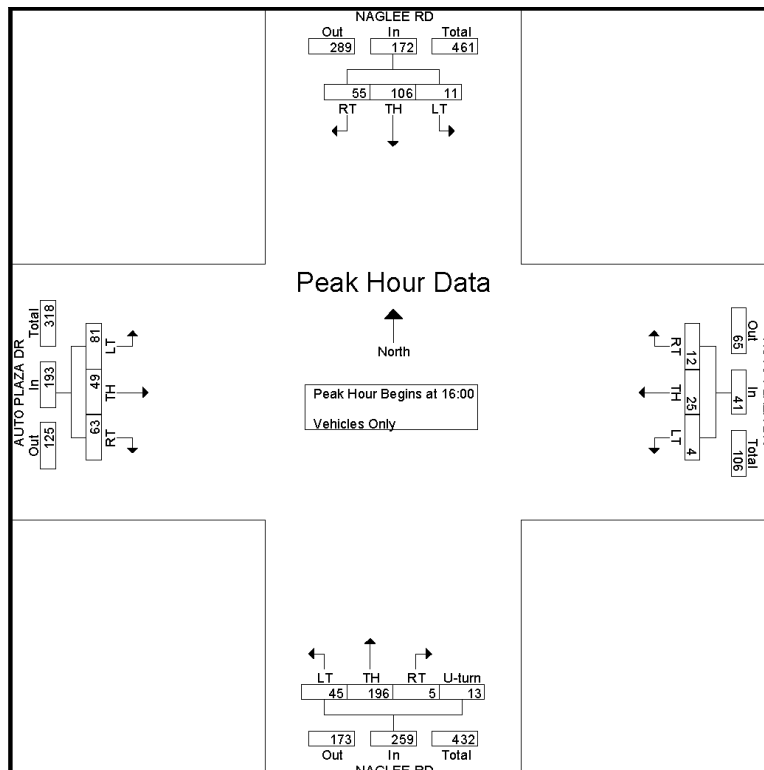 NAGLEE RD
Out In Total
289 172 461
55 106 11
RT TH LT
Peak Hour Data
North
Peak Hour Begins at 16:00
Vehicles Only
AUTO PLAZA DR
Out In Total
125 193 318
63 49 81
RT TH LT
Out In Total
65 41 106
12 25 4
RT TH LT
LT TH RT U-turn
45 196 5 13
173 259 432
Out In Total
NAGLEE RD